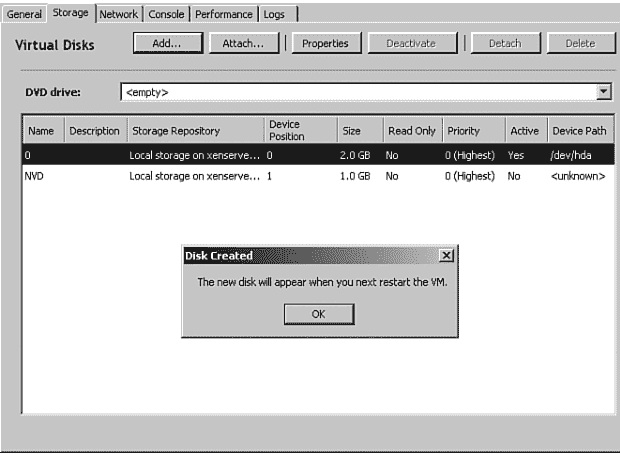 General Storage Network Console Performance Logs
Virtual Disks Add... Attach... Properties Deactivate Detach Delete
DVD drive: <empty>
Name Description Storage Repository Device Position Size Read Only Priority Active Device Path
0 Local storage on xenserve... 0 2.0 GB No 0 (Highest) Yes /dev/hda
NVD Local storage on xenserve... 1 1.0 GB No 0 (Highest) No <unknown>
Disk Created
The new disk will appear when you next restart the VM.
OK